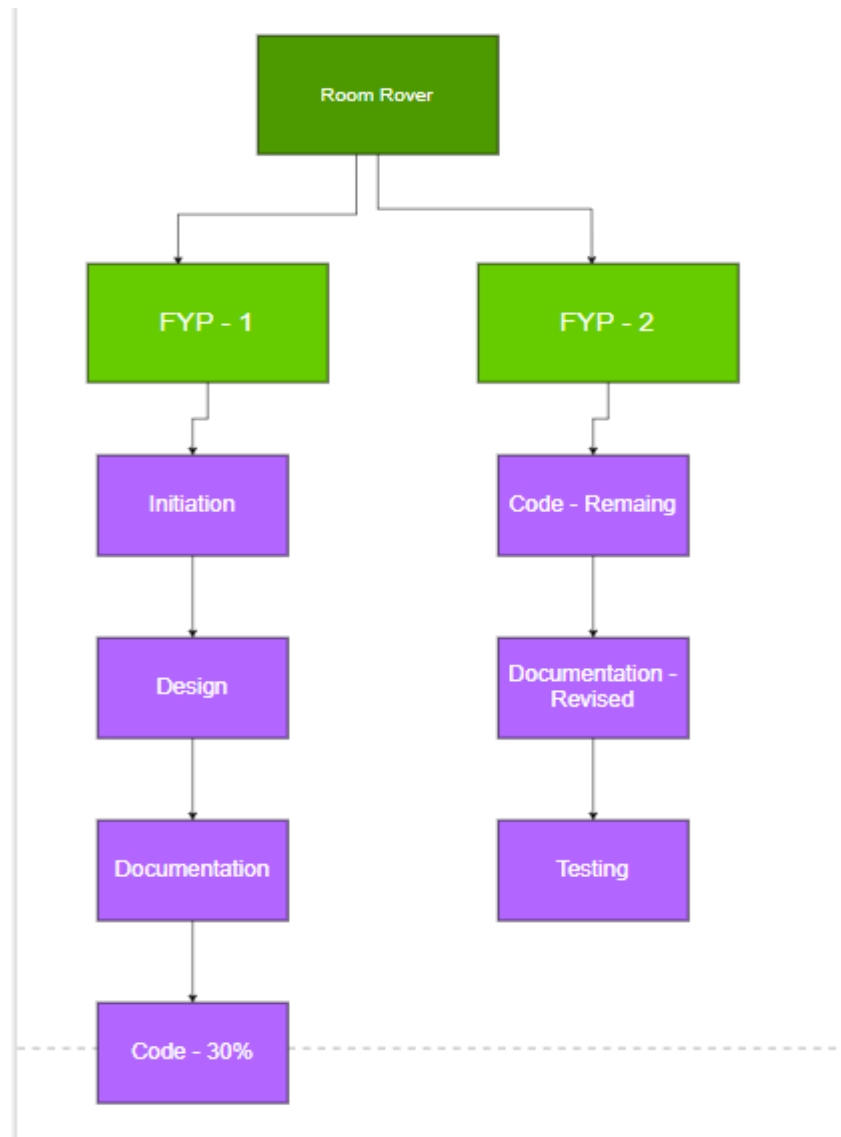 Room Rover
FYP - 1
FYP - 2
Initiation
Code - Remaing
Design
Documentation -
Revised
Documentation
Testing
Code - 30%